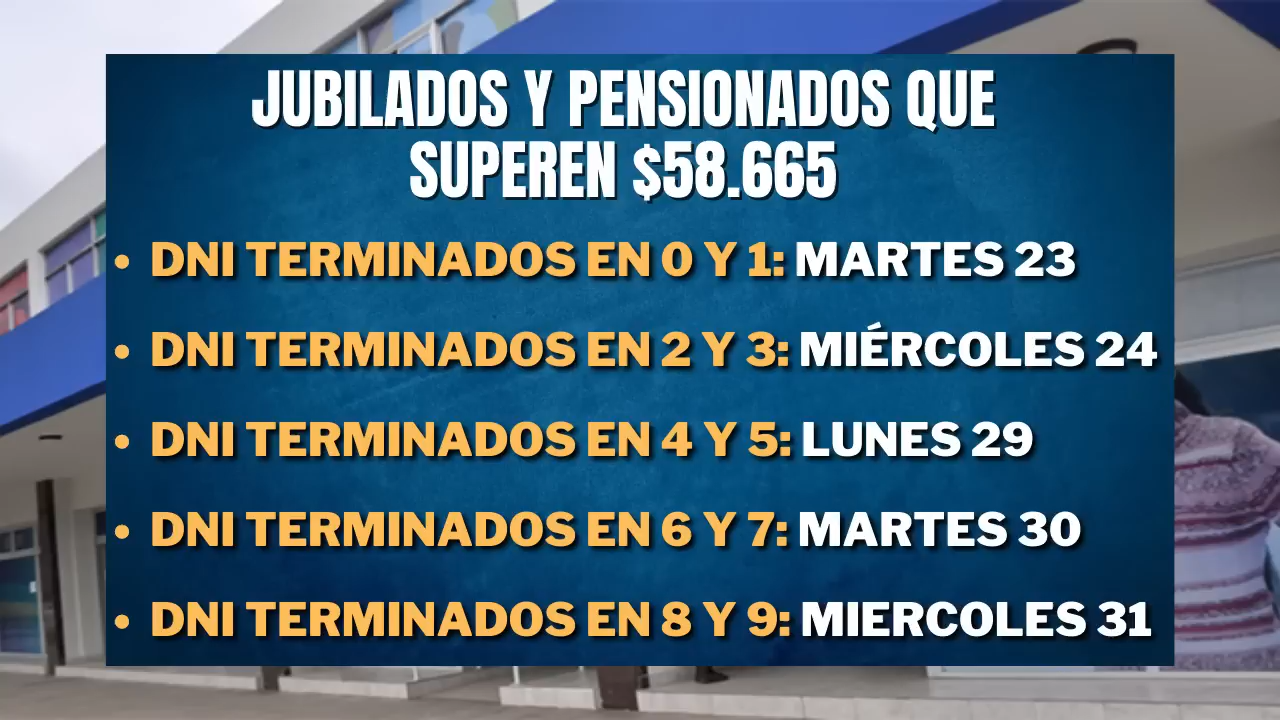 JUBILADOS Y PENSIONADOS QUE
SUPEREN $58.665
• DNI TERMINADOS EN 0 Y 1: MARTES 23
• DNI TERMINADOS EN 2 Y 3: MIÉRCOLES 24
• DNI TERMINADOS EN 4 Y 5: LUNES 29
• DNI TERMINADOS EN 6 Y 7: MARTES 30
• DNI TERMINADOS EN 8 Y 9: MIERCOLES 31